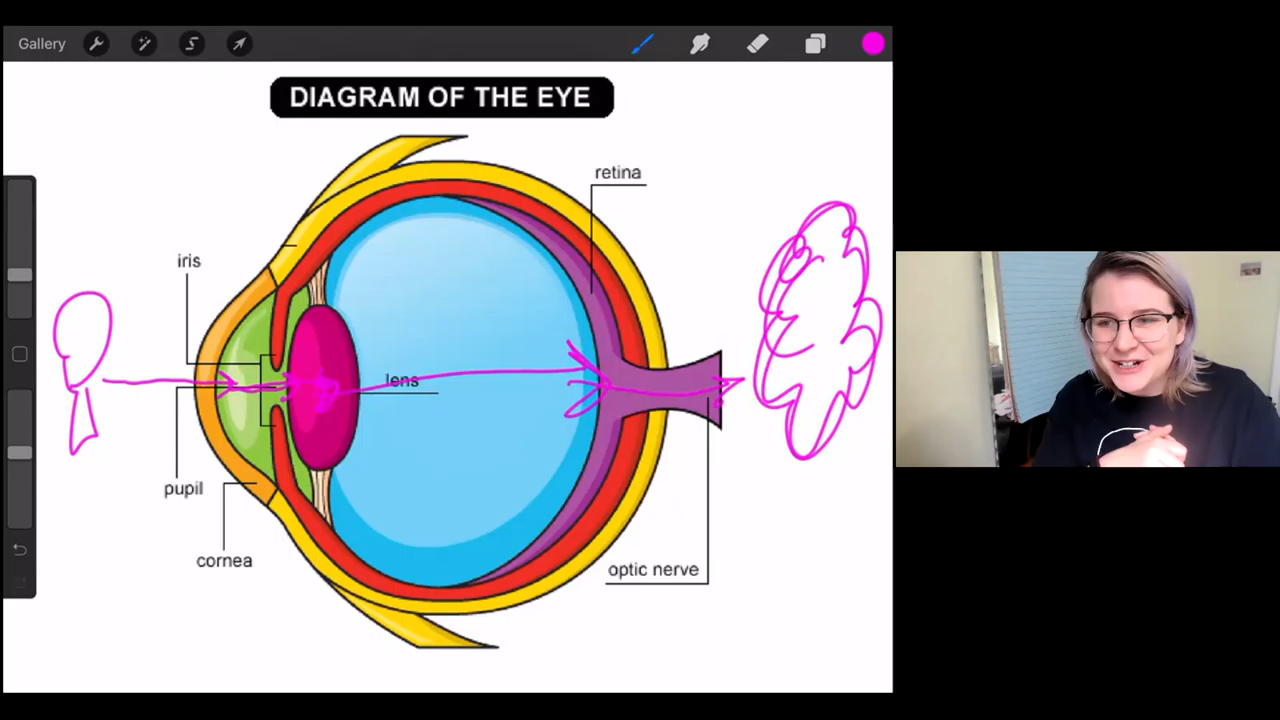 Gallery
DIAGRAM OF THE EYE
retina
iris
lens
pupil
cornea
optic nerve